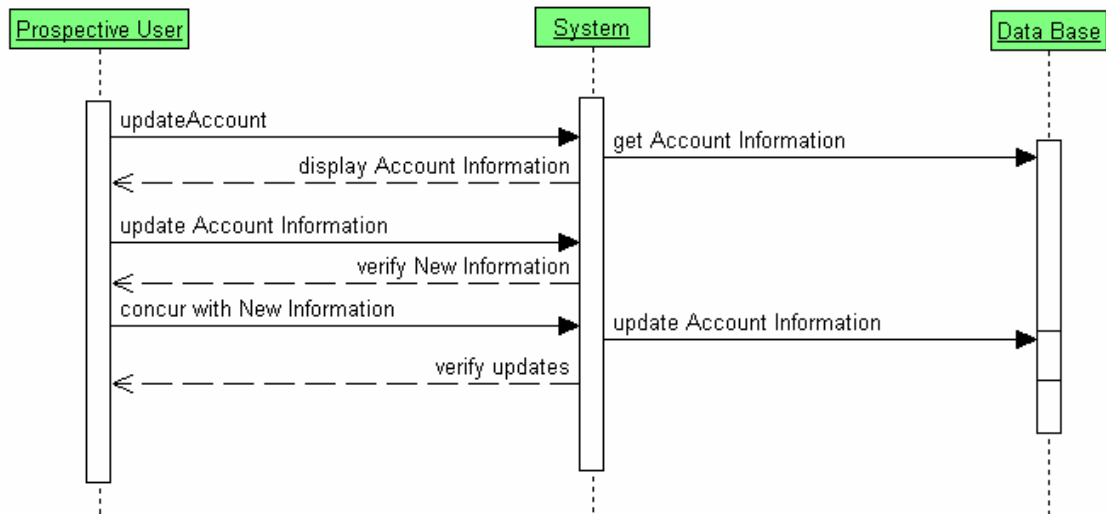 Prospective User
System
Data Base
updateAccount
get Account Information
display Account Information
update Account Information
verify New Information
concur with New Information
update Account Information
verify updates